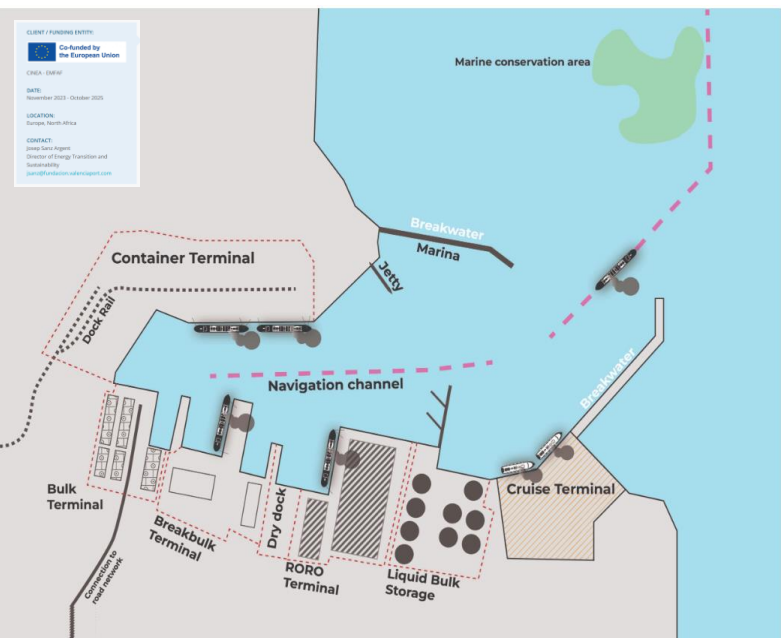 CLIENT / FUNDING ENTITY:
Co-funded by
the European Union
CINEA - EMFAF
DATE:
November 2023 - October 2025
LOCATION:
Europe, North Africa
CONTACT:
Josep Sanz Argent
Director of Energy Transition and
Sustainability
jsanz@fundacion.valenciaport.com
Marine conservation area
Breakwater
Marina
Container Terminal
Jetty
Dock Rail
Navigation channel
Breakwater
Bulk
Terminal
Breakbulk
Terminal
Dry dock
RORO
Terminal
Liquid Bulk
Storage
Cruise Terminal
Connection to
road network